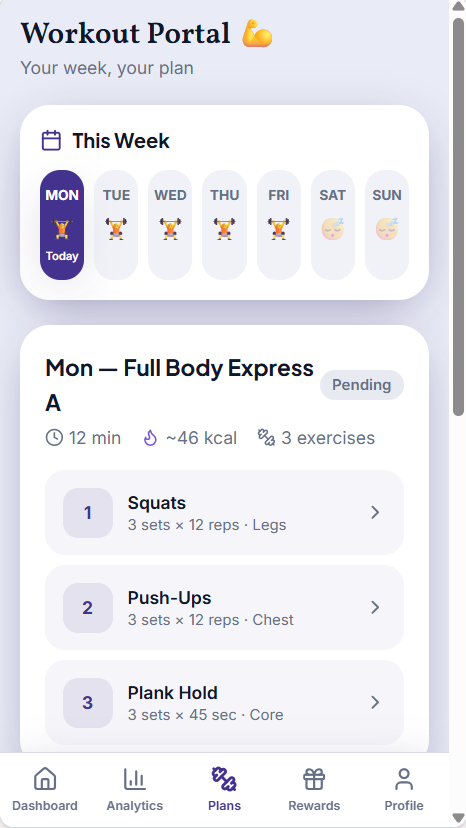 Workout Portal 💪
Your week, your plan
This Week
MON TUE WED THU FRI SAT SUN
Today
Mon — Full Body Express
A
Pending
12 min ~46 kcal 3 exercises
1 Squats
3 sets × 12 reps · Legs
2 Push-Ups
3 sets × 12 reps · Chest
3 Plank Hold
3 sets × 45 sec · Core
Dashboard Analytics Plans Rewards Profile